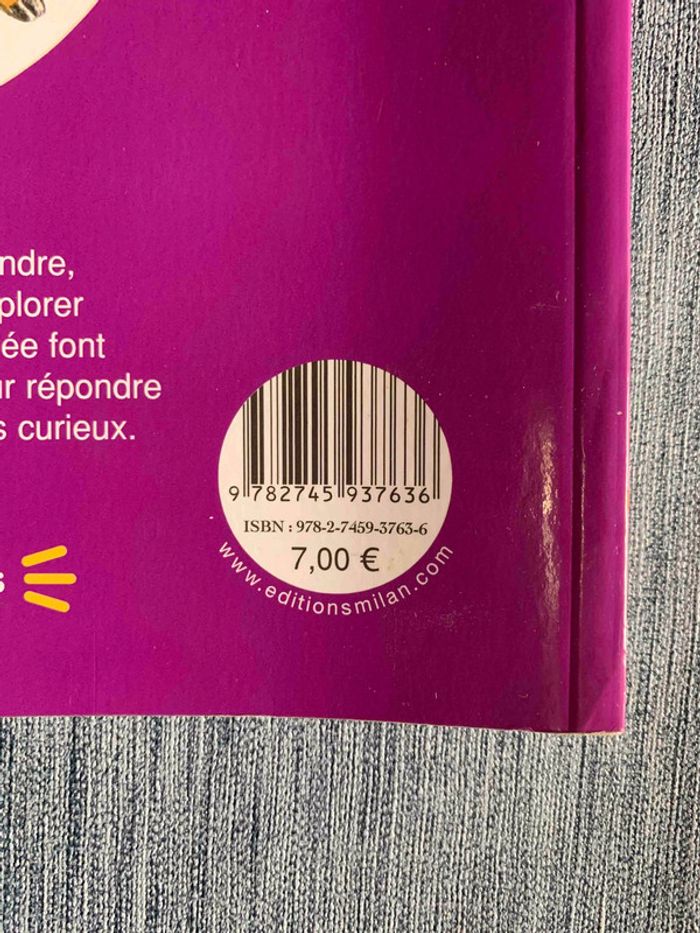 ndre,
plorer
ée font
ur répondre
s curieux.
s
9 782745 937636
ISBN : 978-2-7459-3763-6
7,00 €
www.editionsmilan.com